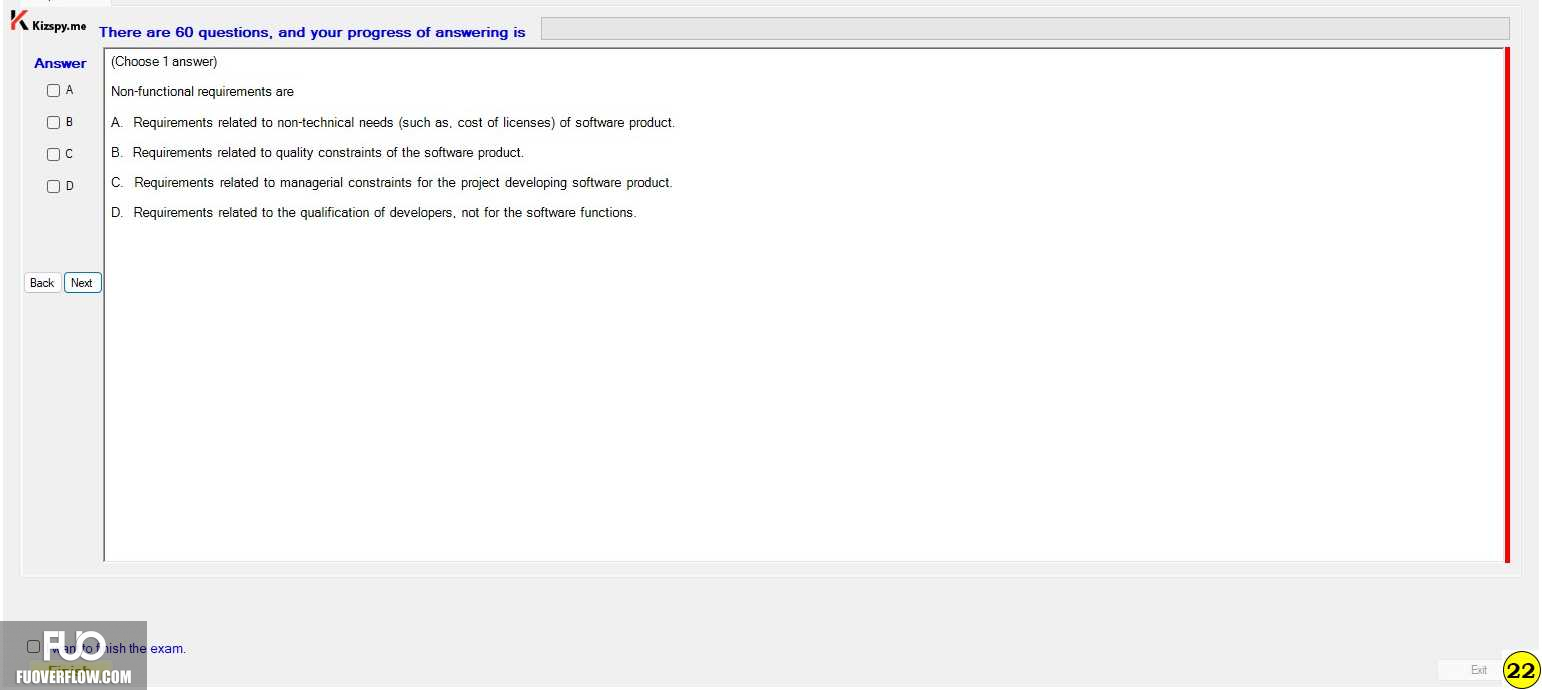 Kizspy.me
There are 60 questions, and your progress of answering is
Answer
A
B
C
D
Back
Next
(Choose 1 answer)
Non-functional requirements are
A. Requirements related to non-technical needs (such as, cost of licenses) of software product.
B. Requirements related to quality constraints of the software product.
C. Requirements related to managerial constraints for the project developing software product.
D. Requirements related to the qualification of developers, not for the software functions.
want to finish the exam.
Finish
FUO
FUOVERFLOW.COM
Exit
22